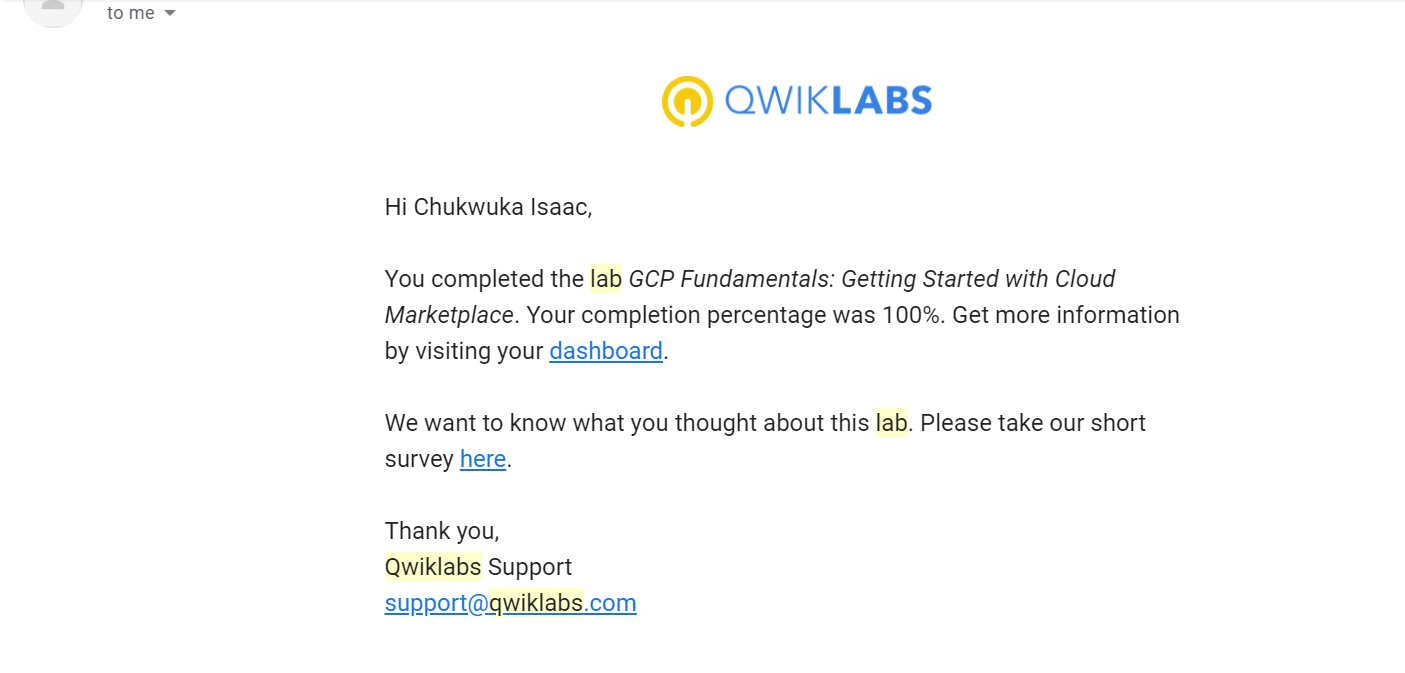 to me
QWIKLABS
Hi Chukwuka Isaac,
You completed the lab GCP Fundamentals: Getting Started with Cloud
Marketplace. Your completion percentage was 100%. Get more information
by visiting your dashboard.
We want to know what you thought about this lab. Please take our short
survey here.
Thank you,
Qwiklabs Support
support@qwiklabs.com